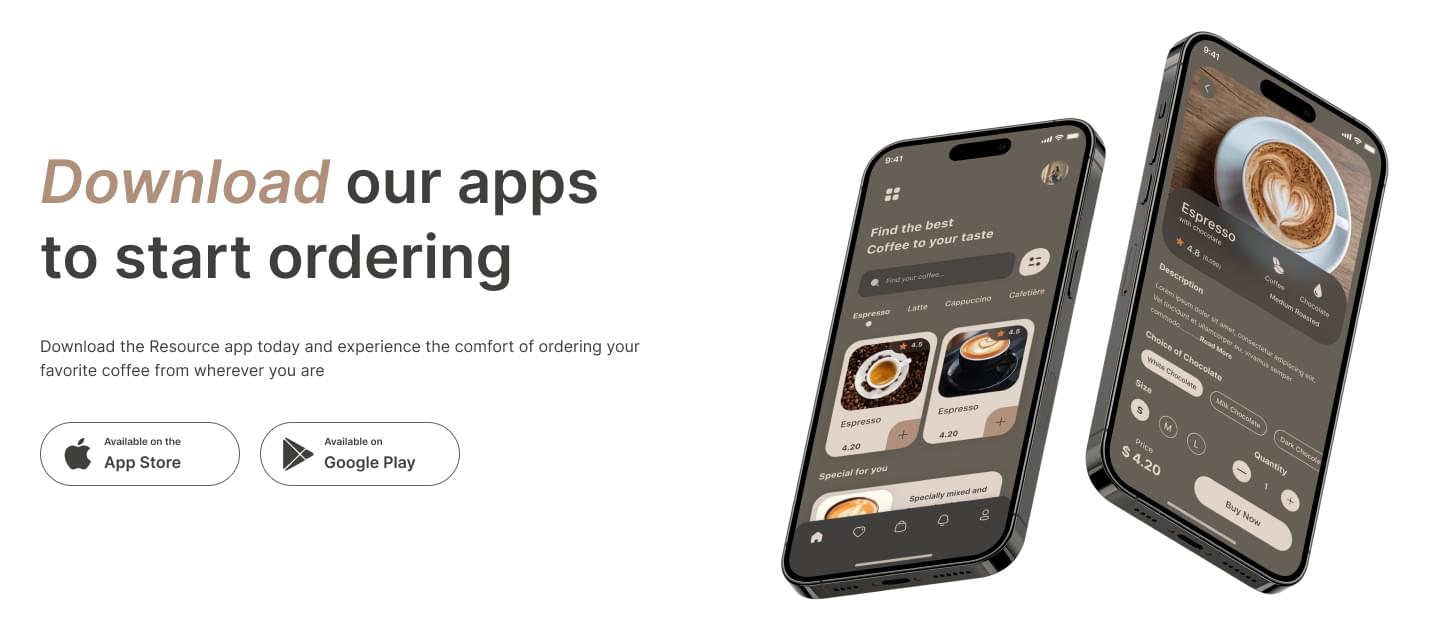 Download our apps
to start ordering
Download the Resource app today and experience the comfort of ordering your
favorite coffee from wherever you are
Available on the
App Store
Available on
Google Play
9:41
Find the best
Coffee to your taste
Find your coffee...
Espresso Latte Cappuccino Cafetière
4.5
4.5
Espresso
4.20
Espresso
4.20
Special for you
Specially mixed and
9:41
Espresso
with chocolate
4.8 (6,098)
Coffee
Chocolate
Medium Roasted
Description
Lorem ipsum dolor sit amet, consectetur adipiscing elit.
Vel tincidunt et ullamcorper eu, vivamus semper
commodo........Read More
Choice of Chocolate
White Chocolate
Milk Chocolate
Dark Chocola
Size
S
M
L
Quantity
1
Price
$ 4.20
Buy Now